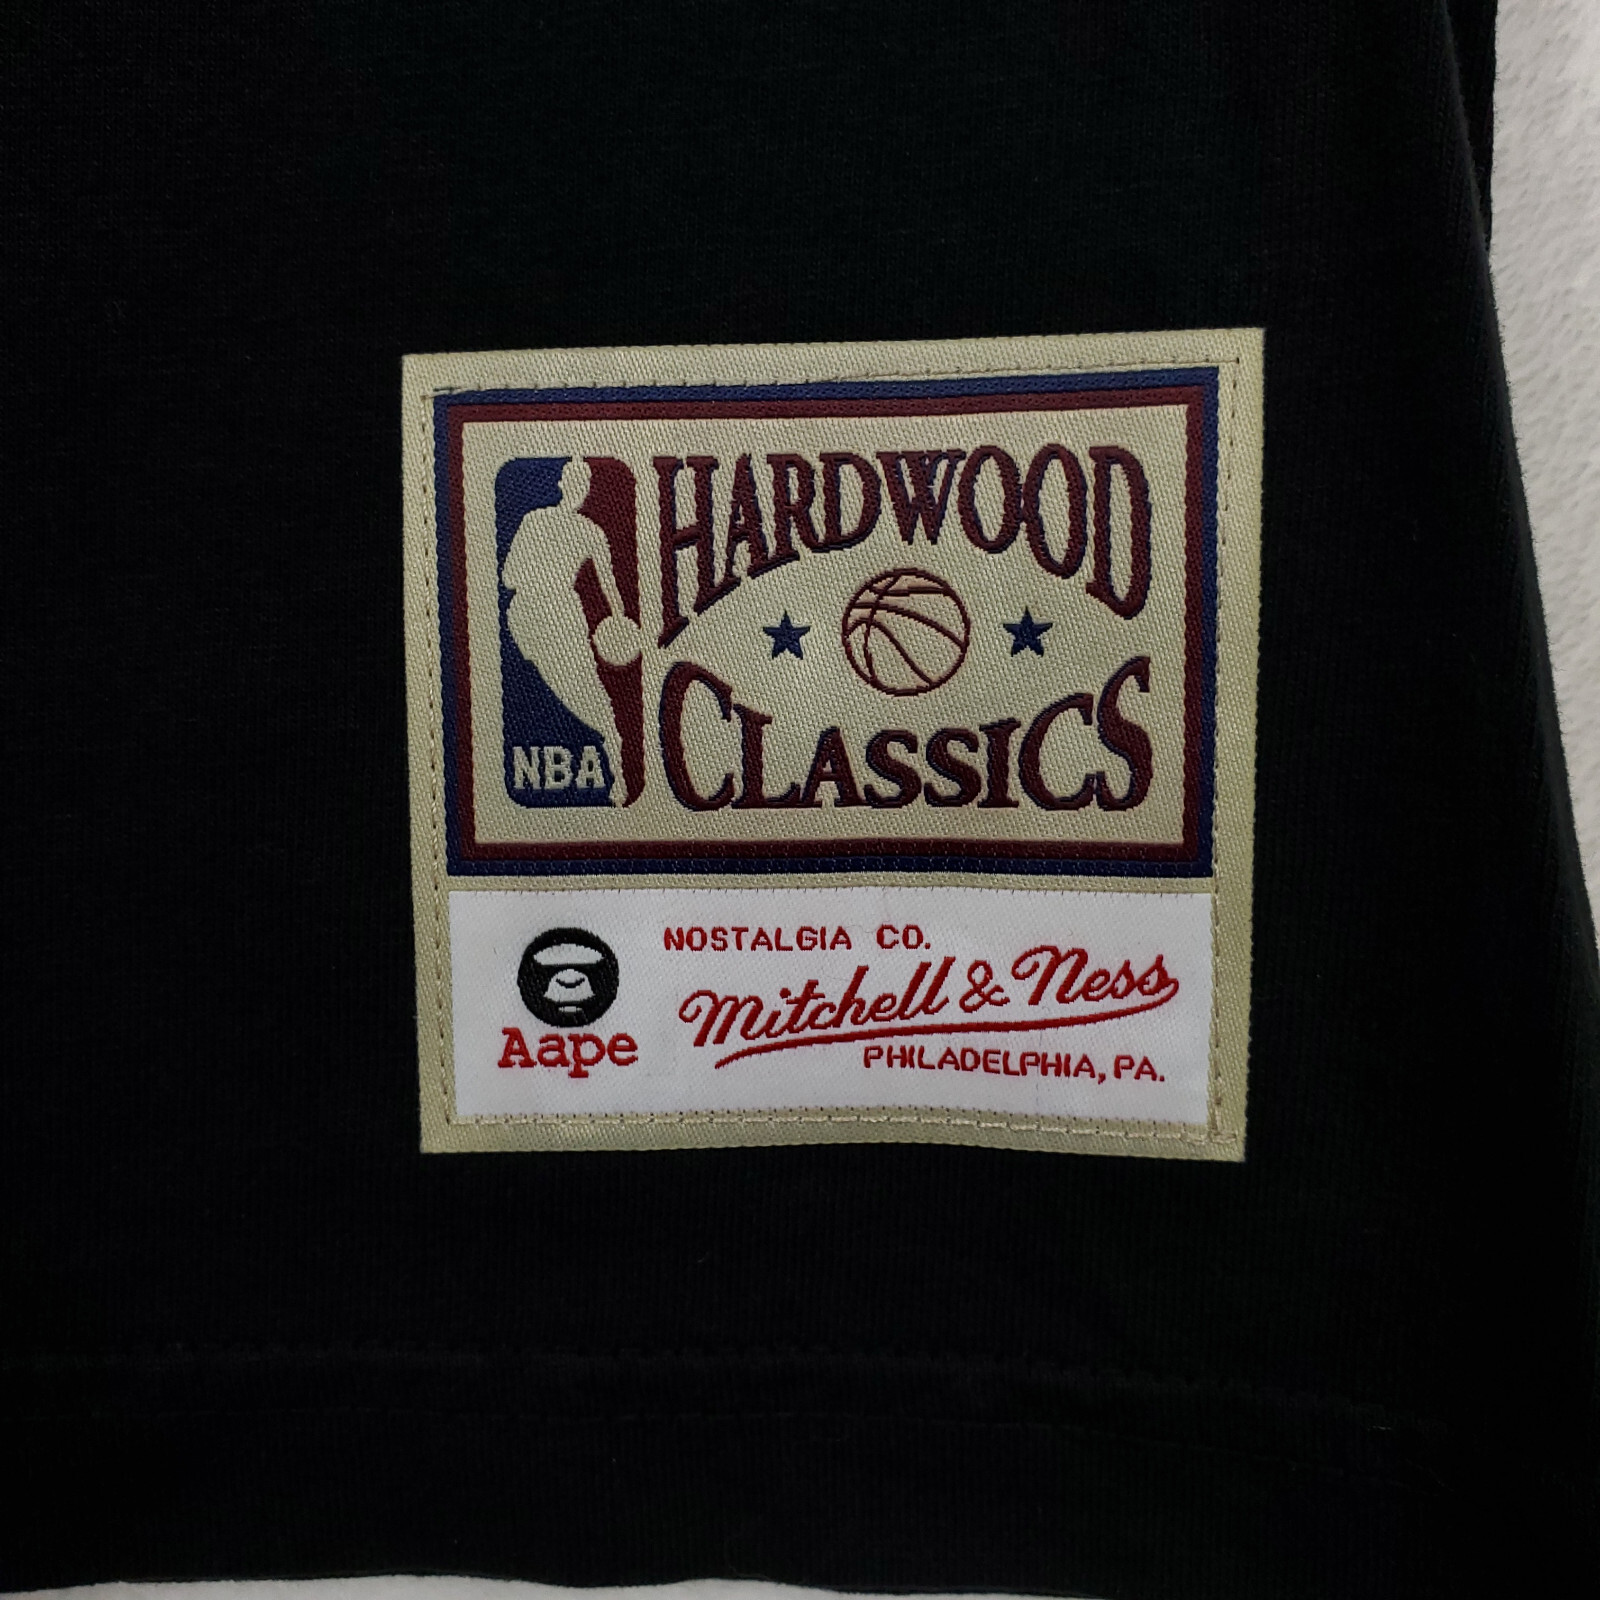 HARDWOOD
CLASSICS
NBA
Aape
NOSTALGIA CO.
Mitchell & Ness
PHILADELPHIA, PA.